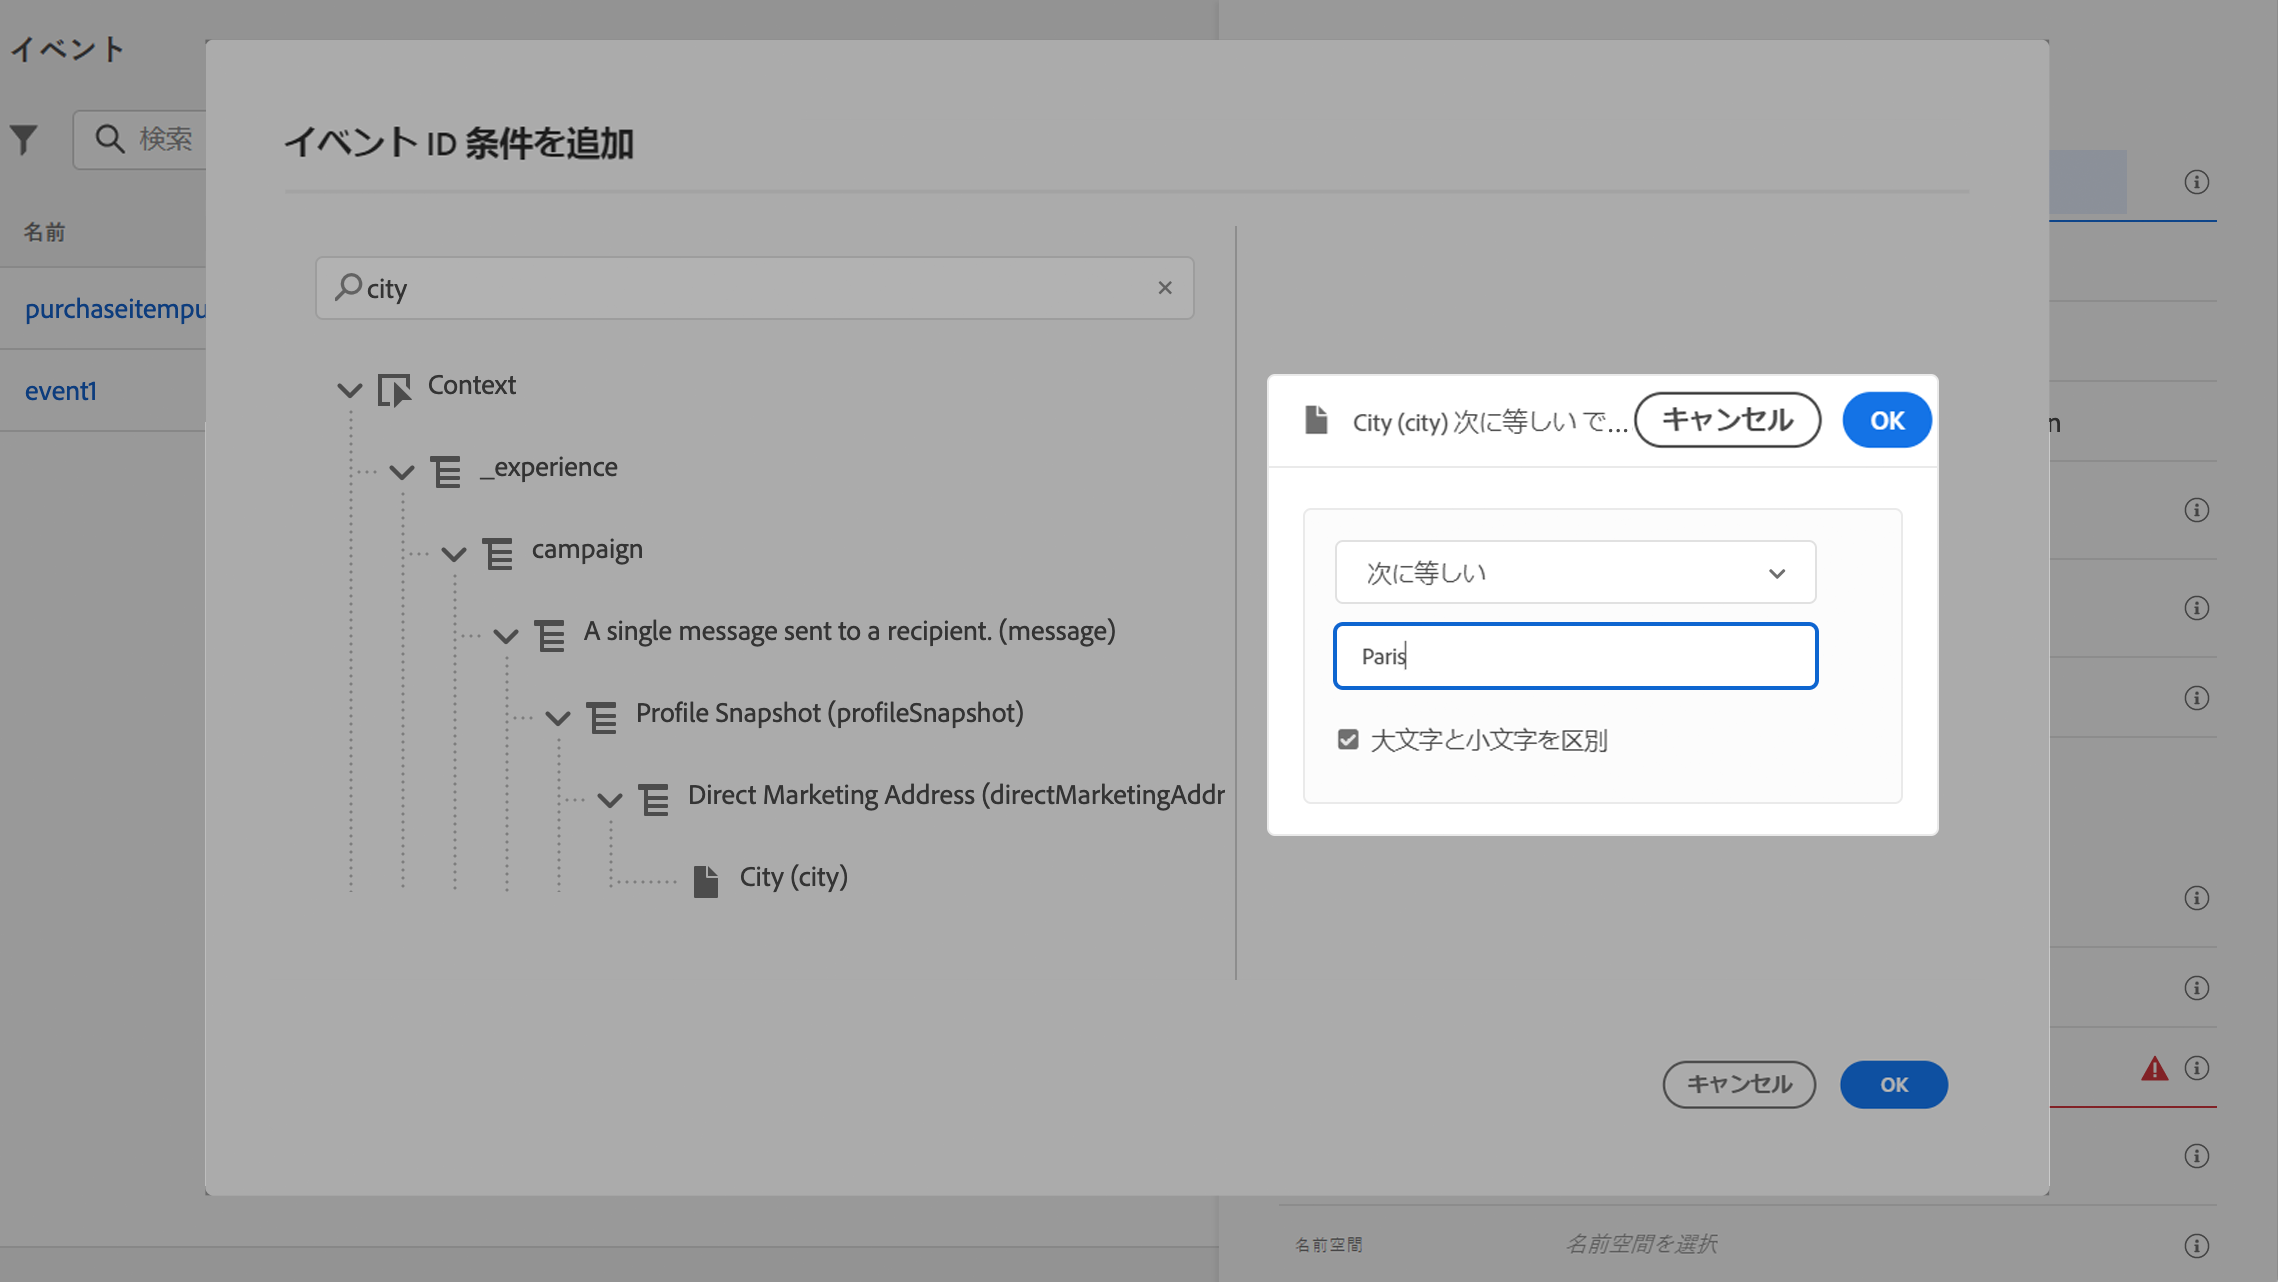 イベント
検索
名前
purchaseitempu
event1
イベント ID 条件を追加
city
Context
_experience
campaign
A single message sent to a recipient. (message)
Profile Snapshot (profileSnapshot)
Direct Marketing Address (directMarketingAddr
City (city)
City (city) 次に等しい で…
キャンセル
OK
次に等しい
Paris
大文字と小文字を区別
キャンセル
OK
n
名前空間
名前空間を選択